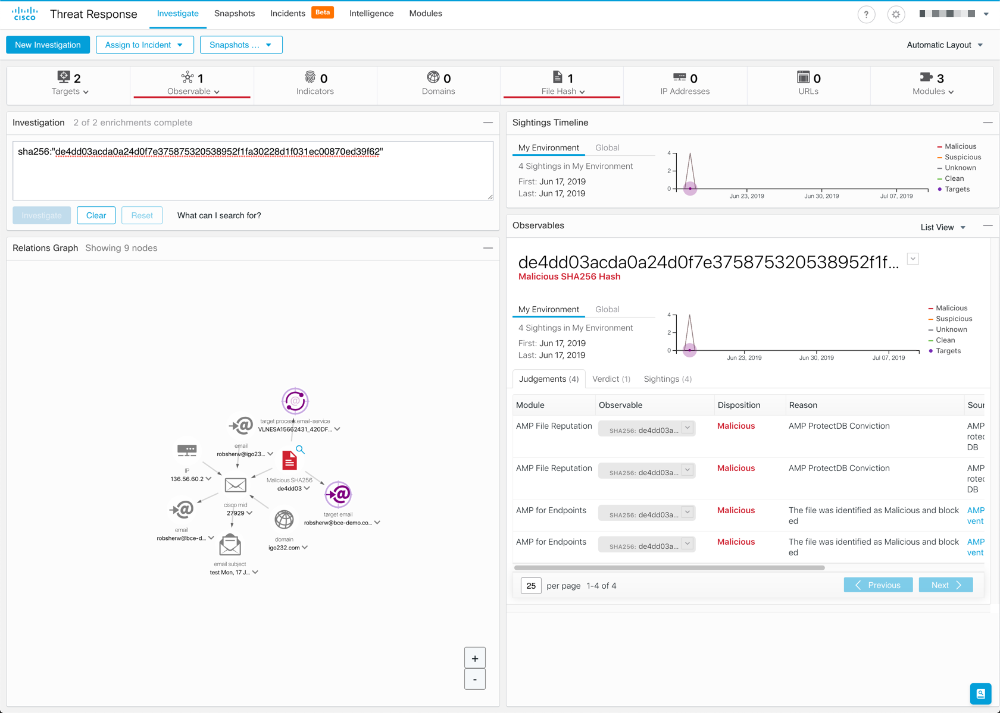 cisco
Threat Response
Investigate
Snapshots
Incidents
Beta
Intelligence
Modules
?
New Investigation
Assign to Incident
Snapshots ...
Automatic Layout
2
Targets
1
Observable
0
Indicators
0
Domains
1
File Hash
0
IP Addresses
0
URLs
3
Modules
Investigation 2 of 2 enrichments complete
sha256:"de4dd03acda0a24d0f7e375875320538952f1fa30228d1f031ec00870ed39f62"
Investigate
Clear
Reset
What can I search for?
Relations Graph Showing 9 nodes
target process.email-service
VLNESA15662431_420DF...
email
robsherw@igo23...
IP
136.56.60.2
Malicious SHA256
de4dd03
cisco mid
27929
target email
robsherw@bce-demo.co...
email
robsherw@bce-d...
domain
igo232.com
email subject
test Mon, 17 J...
+
-
Sightings Timeline
My Environment
Global
4 Sightings in My Environment
First: Jun 17, 2019
Last: Jun 17, 2019
4
2
0
Jun 23, 2019
Jun 30, 2019
Jul 07, 2019
Malicious
Suspicious
Unknown
Clean
Targets
Observables
List View
de4dd03acda0a24d0f7e375875320538952f1f...
Malicious SHA256 Hash
My Environment
Global
4 Sightings in My Environment
First: Jun 17, 2019
Last: Jun 17, 2019
4
2
0
Jun 23, 2019
Jun 30, 2019
Jul 07, 2019
Malicious
Suspicious
Unknown
Clean
Targets
Judgements (4)
Verdict (1)
Sightings (4)
Module Observable Disposition Reason Sour
AMP File Reputation SHA256: de4dd03a... Malicious AMP ProtectDB Conviction AMP
rotec
DB
AMP File Reputation SHA256: de4dd03a... Malicious AMP ProtectDB Conviction AMP
rotec
DB
AMP for Endpoints SHA256: de4dd03a... Malicious The file was identified as Malicious and block AMP
ed vent
AMP for Endpoints SHA256: de4dd03a... Malicious The file was identified as Malicious and block AMP
ed vent
25 per page 1-4 of 4
Previous
Next